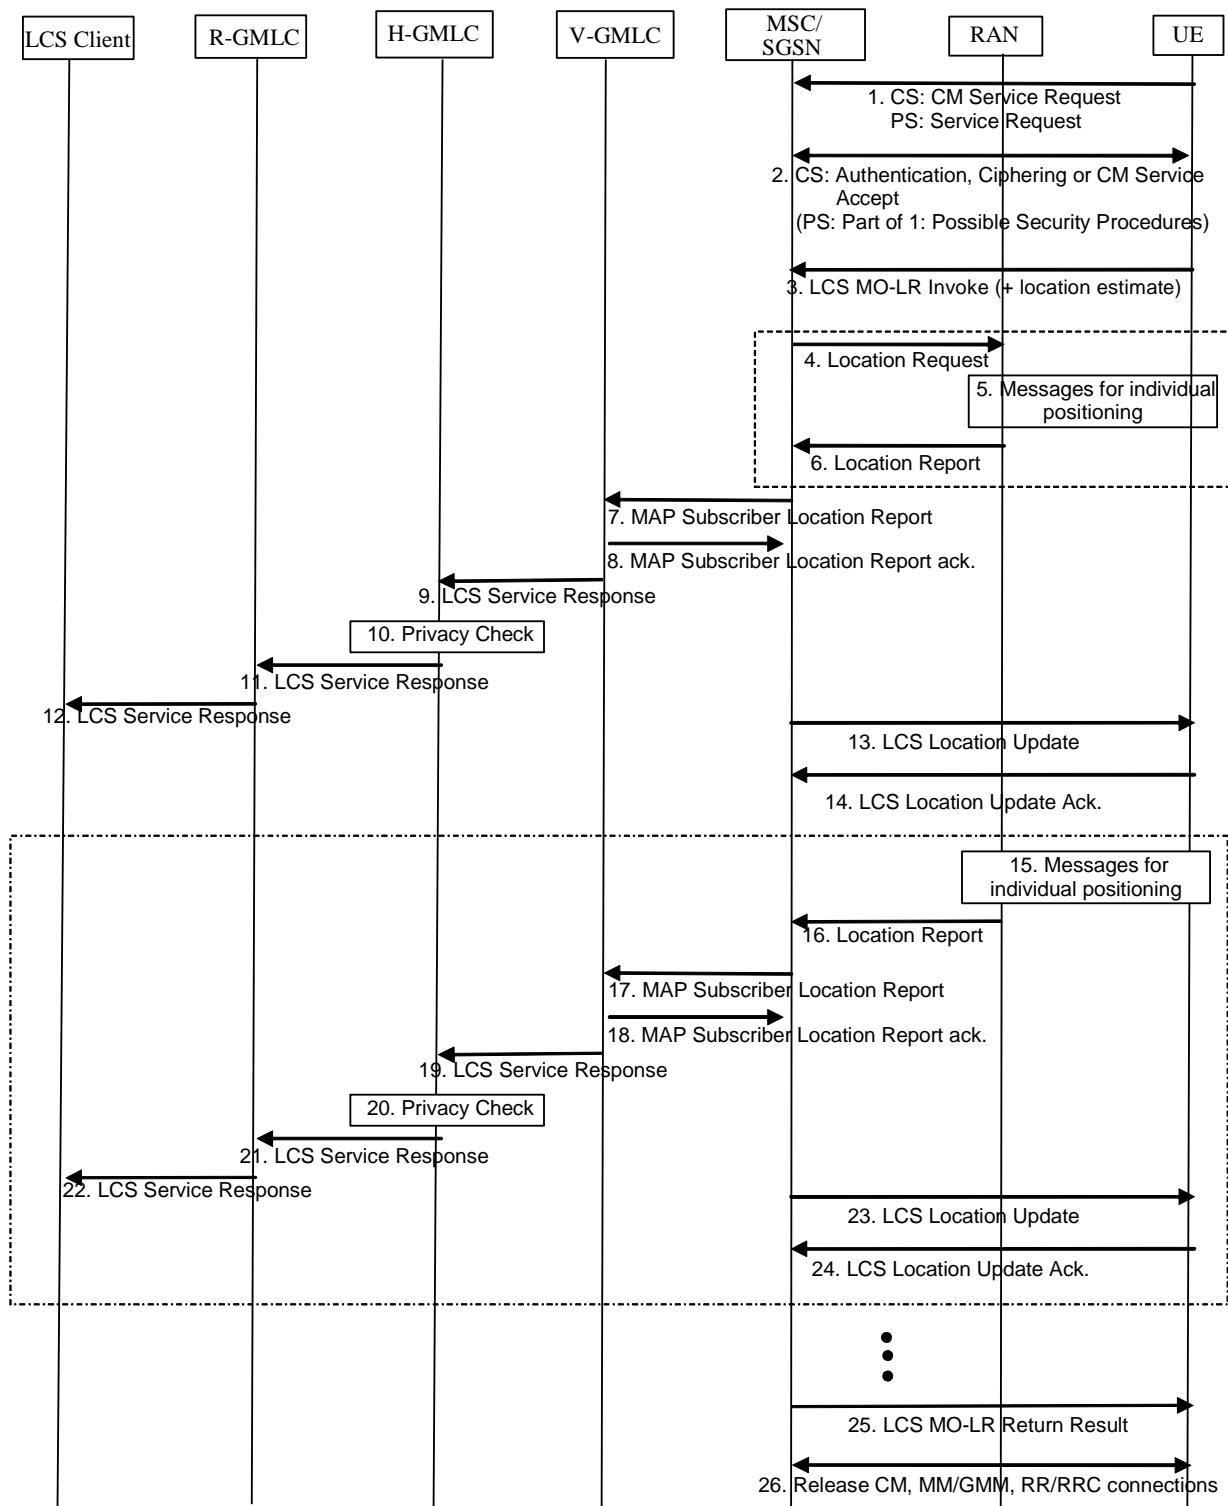 LCS Client
R-GMLC
H-GMLC
V-GMLC
MSC/
SGSN
RAN
UE
1. CS: CM Service Request
PS: Service Request
2. CS: Authentication, Ciphering or CM Service
Accept
(PS: Part of 1: Possible Security Procedures)
3. LCS MO-LR Invoke (+ location estimate)
4. Location Request
5. Messages for individual
positioning
6. Location Report
7. MAP Subscriber Location Report
8. MAP Subscriber Location Report ack.
9. LCS Service Response
10. Privacy Check
11. LCS Service Response
12. LCS Service Response
13. LCS Location Update
14. LCS Location Update Ack.
15. Messages for
individual positioning
16. Location Report
17. MAP Subscriber Location Report
18. MAP Subscriber Location Report ack.
19. LCS Service Response
20. Privacy Check
21. LCS Service Response
22. LCS Service Response
23. LCS Location Update
24. LCS Location Update Ack.
25. LCS MO-LR Return Result
26. Release CM, MM/GMM, RR/RRC connections